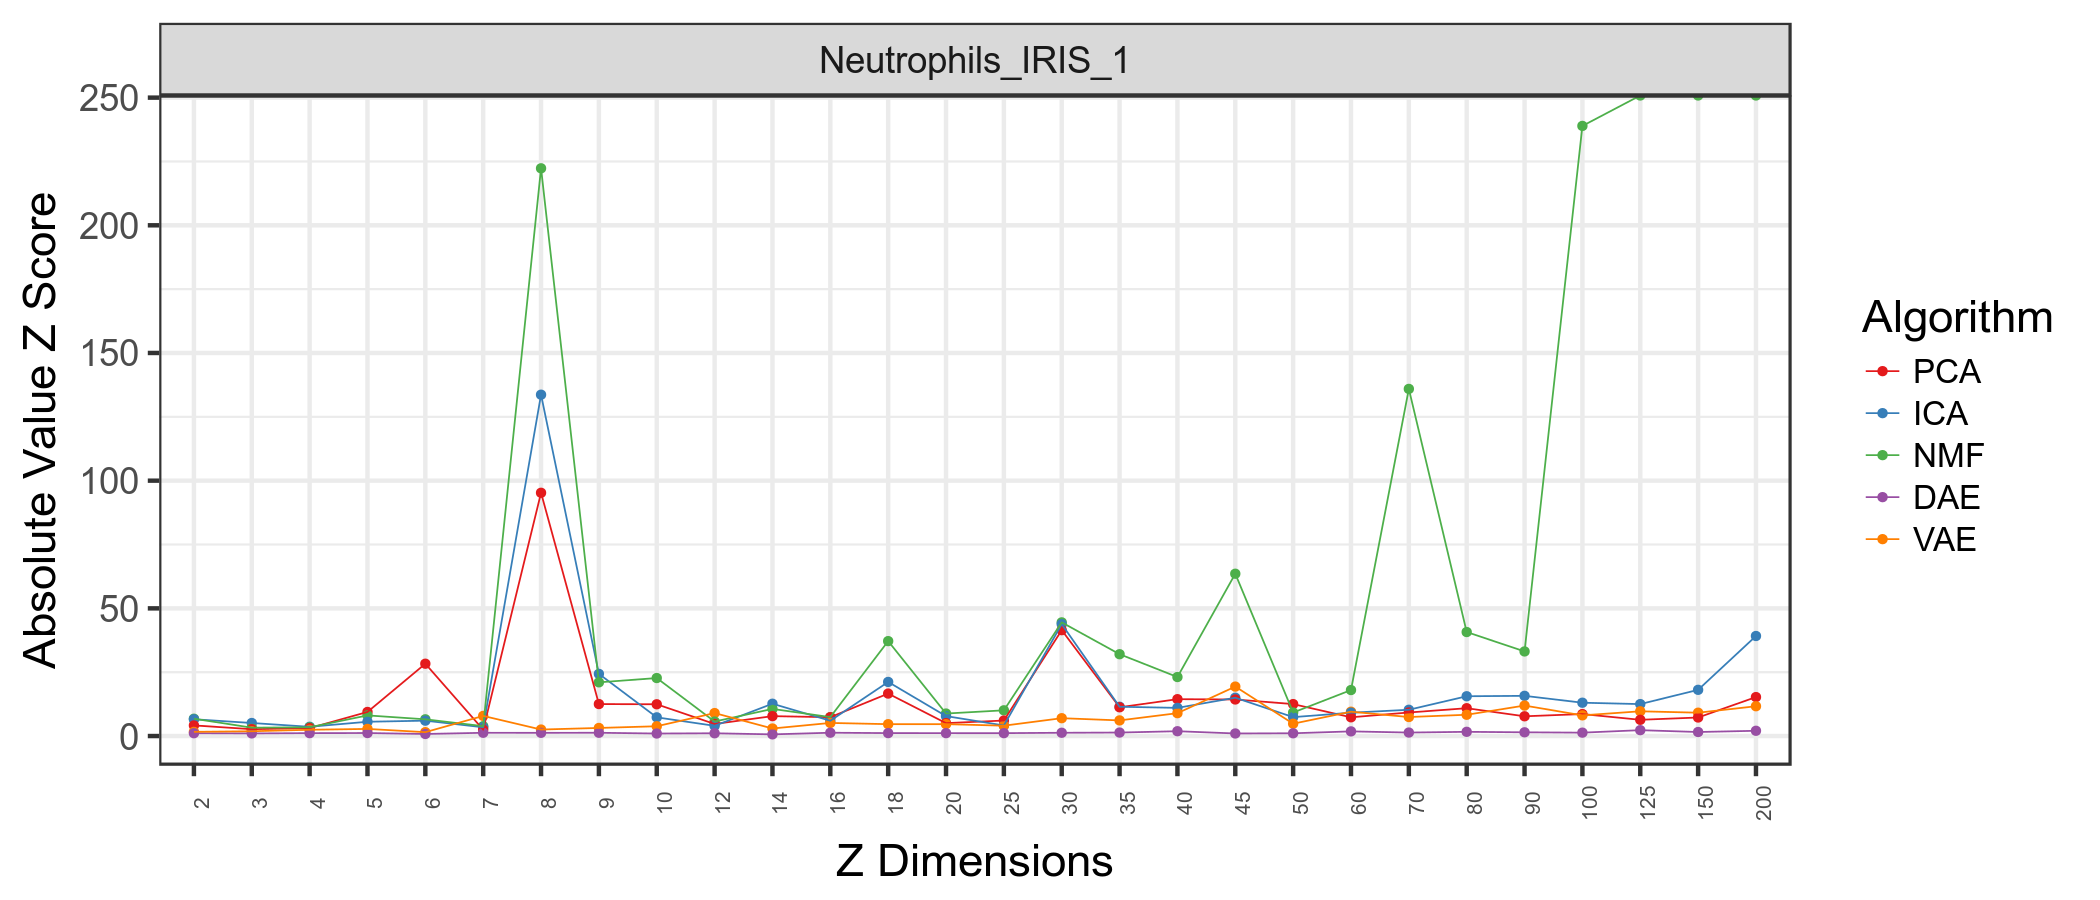 Neutrophils_IRIS_1
250
200
150
100
50
0
Absolute Value Z Score
2 3 4 5 6 7 8 9 10 12 14 16 18 20 25 30 35 40 45 50 60 70 80 90 100 125 150 200
Z Dimensions
Algorithm
PCA
ICA
NMF
DAE
VAE